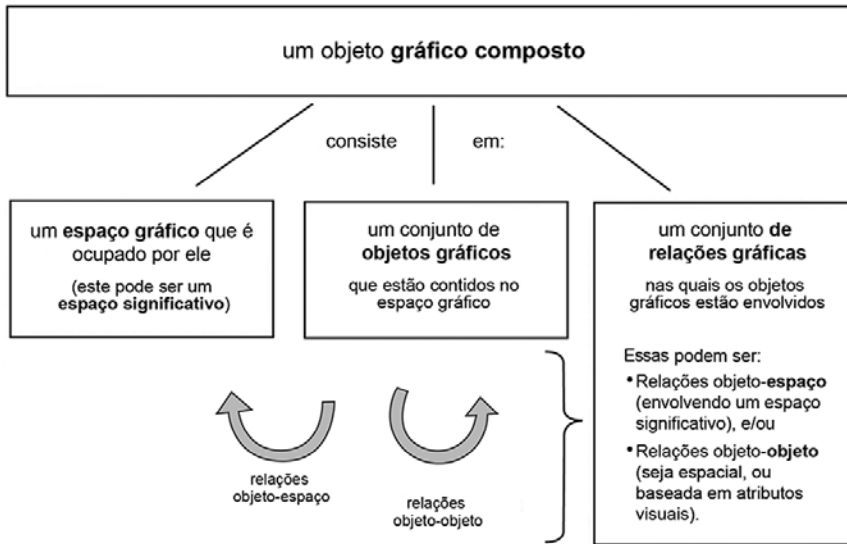 um objeto gráfico composto
consiste em:
um espaço gráfico que é
ocupado por ele
(este pode ser um
espaço significativo)
um conjunto de
objetos gráficos
que estão contidos no
espaço gráfico
um conjunto de
relações gráficas
nas quais os objetos
gráficos estão envolvidos
Essas podem ser:
• Relações objeto-espaço
(envolvendo um espaço
significativo), e/ou
• Relações objeto-objeto
(seja espacial, ou
baseada em atributos
visuais).
relações
objeto-espaço
relações
objeto-objeto